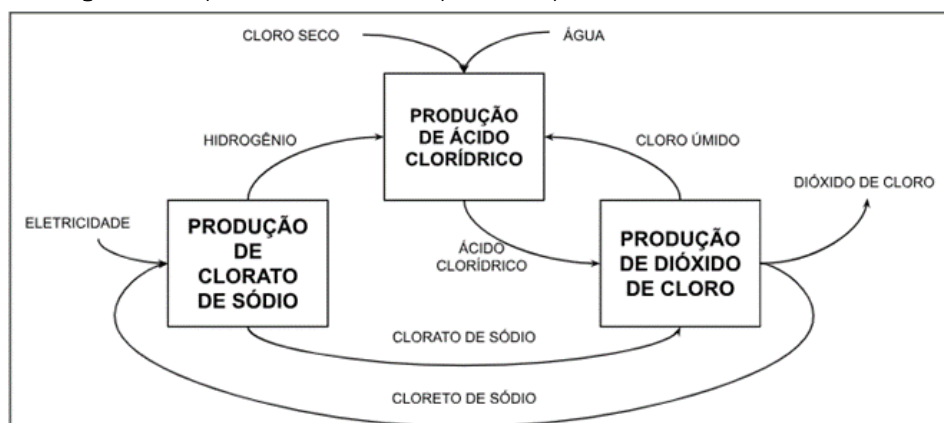 CLORO SECO
ÁGUA
PRODUÇÃO
DE ÁCIDO
CLORÍDRICO
HIDROGÊNIO
CLORO ÚMIDO
DIÓXIDO DE CLORO
ELETRICIDADE
PRODUÇÃO
DE
CLORATO
DE SÓDIO
ÁCIDO
CLORÍDRICO
PRODUÇÃO
DE DIÓXIDO
DE CLORO
CLORATO DE SÓDIO
CLORETO DE SÓDIO